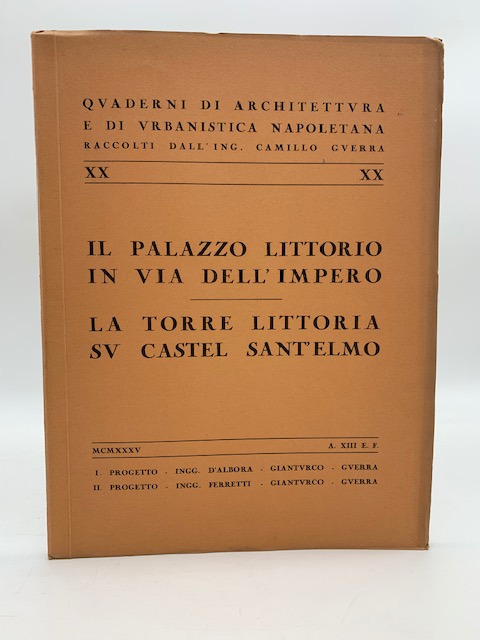 QVADERNI DI ARCHITETTVRA
E DI VRBANISTICA NAPOLETANA
RACCOLTI DALL'ING. CAMILLO GVERRA
XX XX
IL PALAZZO LITTORIO
IN VIA DELL'IMPERO
LA TORRE LITTORIA
SV CASTEL SANT'ELMO
MCMXXXV A. XIII E. F.
I. PROGETTO - INGG. D'ALBORA - GIANTVRCO - GVERRA
II. PROGETTO - INGG. FERRETTI - GIANTVRCO - GVERRA